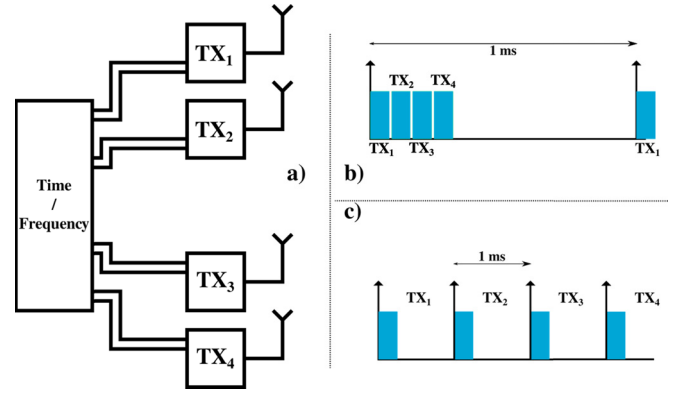 TX₁
TX₂
Time
/
Frequency
TX₃
TX₄
a)
1 ms
TX₂ TX₄
TX₁ TX₃ TX₁
b)
c)
1 ms
TX₁ TX₂ TX₃ TX₄